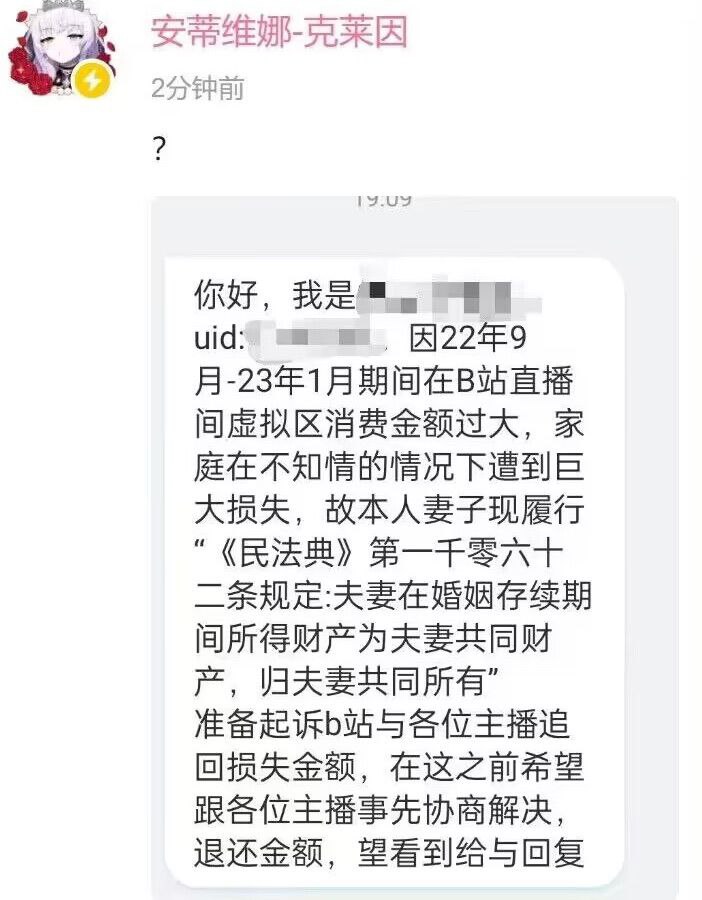 安蒂维娜-克莱因
2分钟前
?
19:09
你好，我是
uid: 因22年9
月-23年1月期间在B站直播
间虚拟区消费金额过大，家
庭在不知情的情况下遭到巨
大损失，故本人妻子现履行
“《民法典》第一千零六十
二条规定:夫妻在婚姻存续期
间所得财产为夫妻共同财
产，归夫妻共同所有”
准备起诉b站与各位主播追
回损失金额，在这之前希望
跟各位主播事先协商解决，
退还金额，望看到给与回复